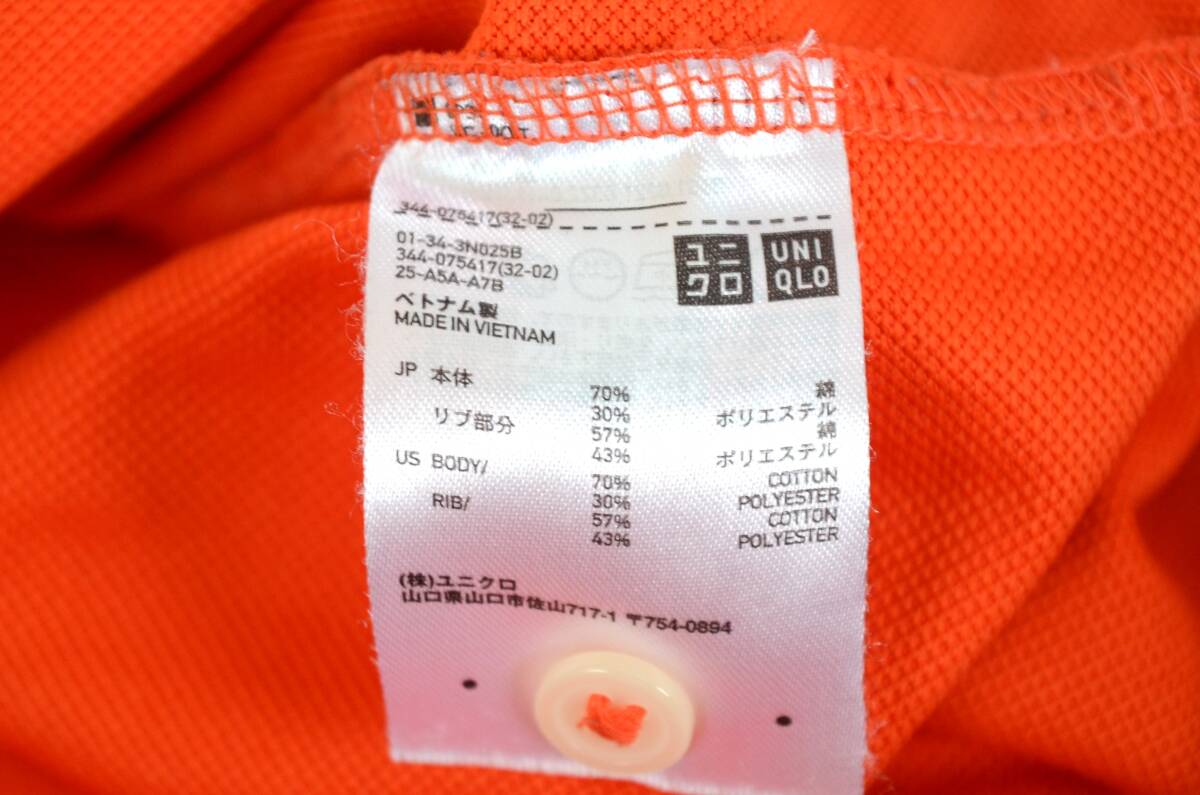 344-075417(32-02)
01-34-3N025B
344-075417(32-02)
25-A5A-A7B
ユニ
クロ
UNI
QLO
ベトナム製
MADE IN VIETNAM
JP 本体
70% 綿
30% ポリエステル
リブ部分
57% 綿
43% ポリエステル
US BODY/
70% COTTON
30% POLYESTER
RIB/
57% COTTON
43% POLYESTER
(株)ユニクロ
山口県山口市佐山717-1 〒754-0894